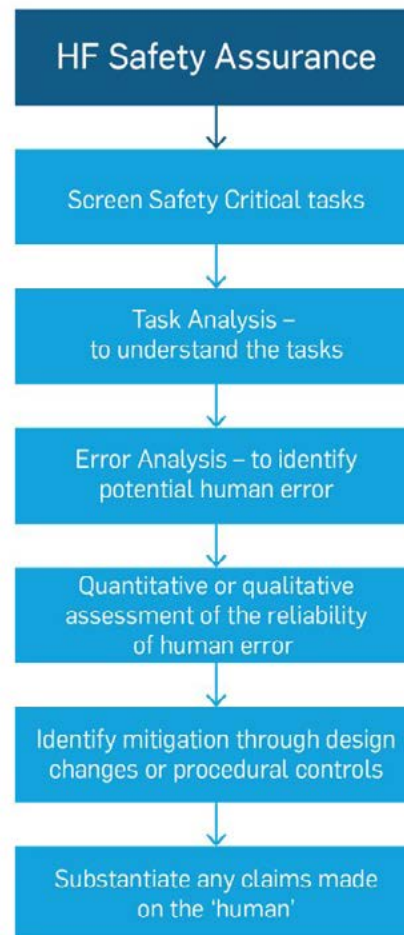 HF Safety Assurance
Screen Safety Critical tasks
Task Analysis –
to understand the tasks
Error Analysis – to identify
potential human error
Quantitative or qualitative
assessment of the reliability
of human error
Identify mitigation through design
changes or procedural controls
Substantiate any claims made
on the ‘human’